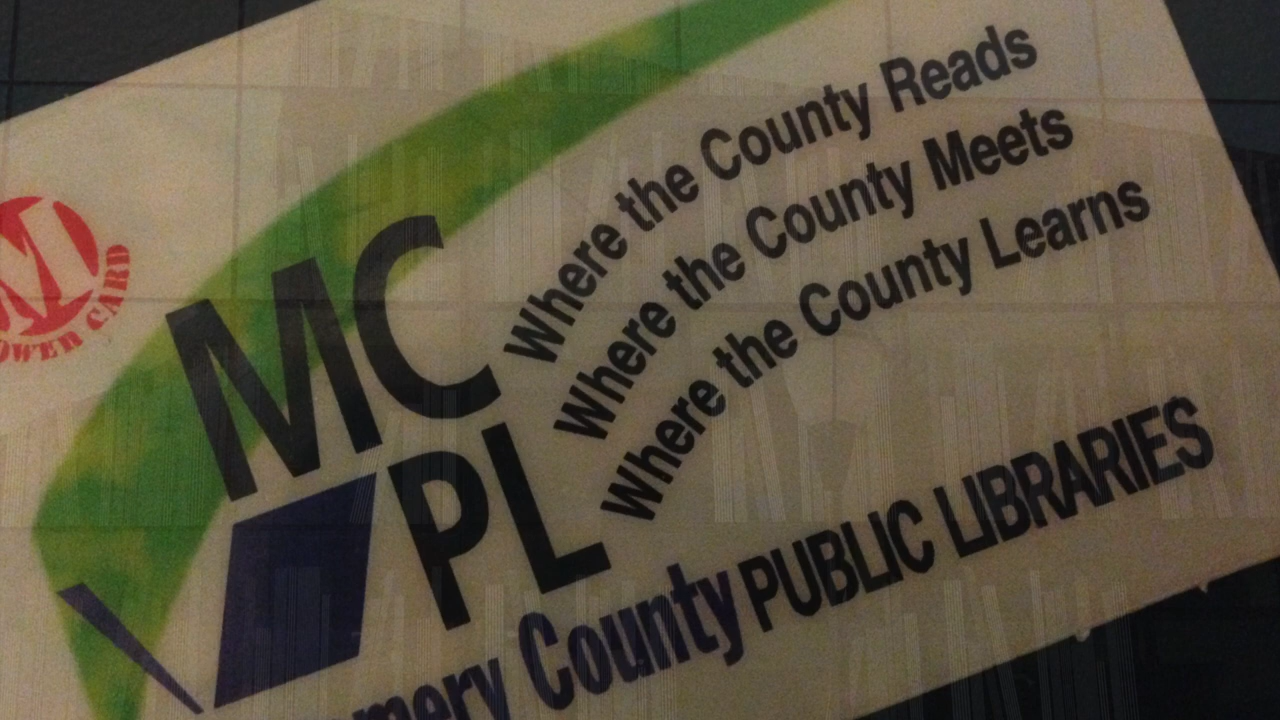 Where the County Reads
Where the County Meets
Where the County Learns
M
OWER CARD
MC
PL
mery County PUBLIC LIBRARIES